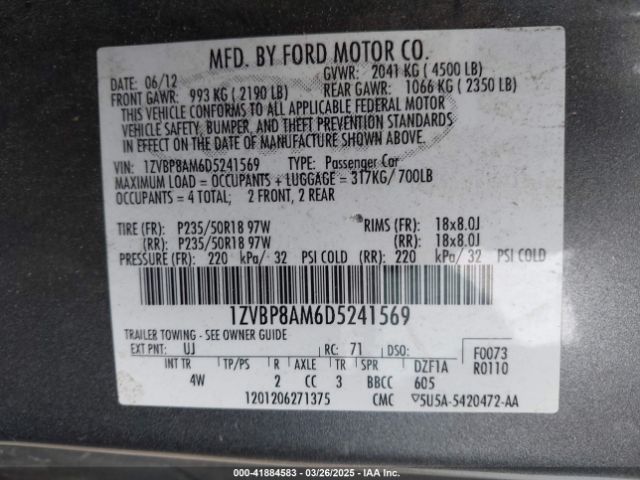 MFD. BY FORD MOTOR CO.
DATE: 06/12 GVWR: 2041 KG ( 4500 LB)
FRONT GAWR: 993 KG ( 2190 LB) REAR GAWR: 1066 KG ( 2350 LB)
THIS VEHICLE CONFORMS TO ALL APPLICABLE FEDERAL MOTOR
VEHICLE SAFETY, BUMPER, AND THEFT PREVENTION STANDARDS
IN EFFECT ON THE DATE OF MANUFACTURE SHOWN ABOVE.
VIN: 1ZVBP8AM6D5241569 TYPE: Passenger Car
MAXIMUM LOAD = OCCUPANTS + LUGGAGE = 317KG/ 700LB
OCCUPANTS = 4 TOTAL; 2 FRONT, 2 REAR
TIRE (FR): P235/50R18 97W RIMS (FR): 18x8.0J
(RR): P235/50R18 97W (RR): 18x8.0J
PRESSURE (FR): 220 kPa/ 32 PSI COLD (RR): 220 kPa/ 32 PSI COLD
1ZVBP8AM6D5241569
TRAILER TOWING - SEE OWNER GUIDE
EXT PNT: UJ RC: 71 DSO: F0073
INT TR TP/PS R AXLE TR SPR DZF1A R0110
4W 2 CC 3 BBCC 605
1201206271375 CMC ▽5U5A-5420472-AA
000-41884583 | 03/26/2025 | IAA Inc.